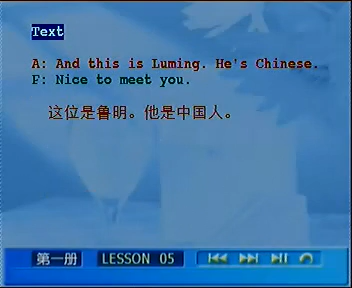 Text
A: And this is Luming. He's Chinese.
F: Nice to meet you.
这位是鲁明。他是中国人。
第一册 LESSON 05